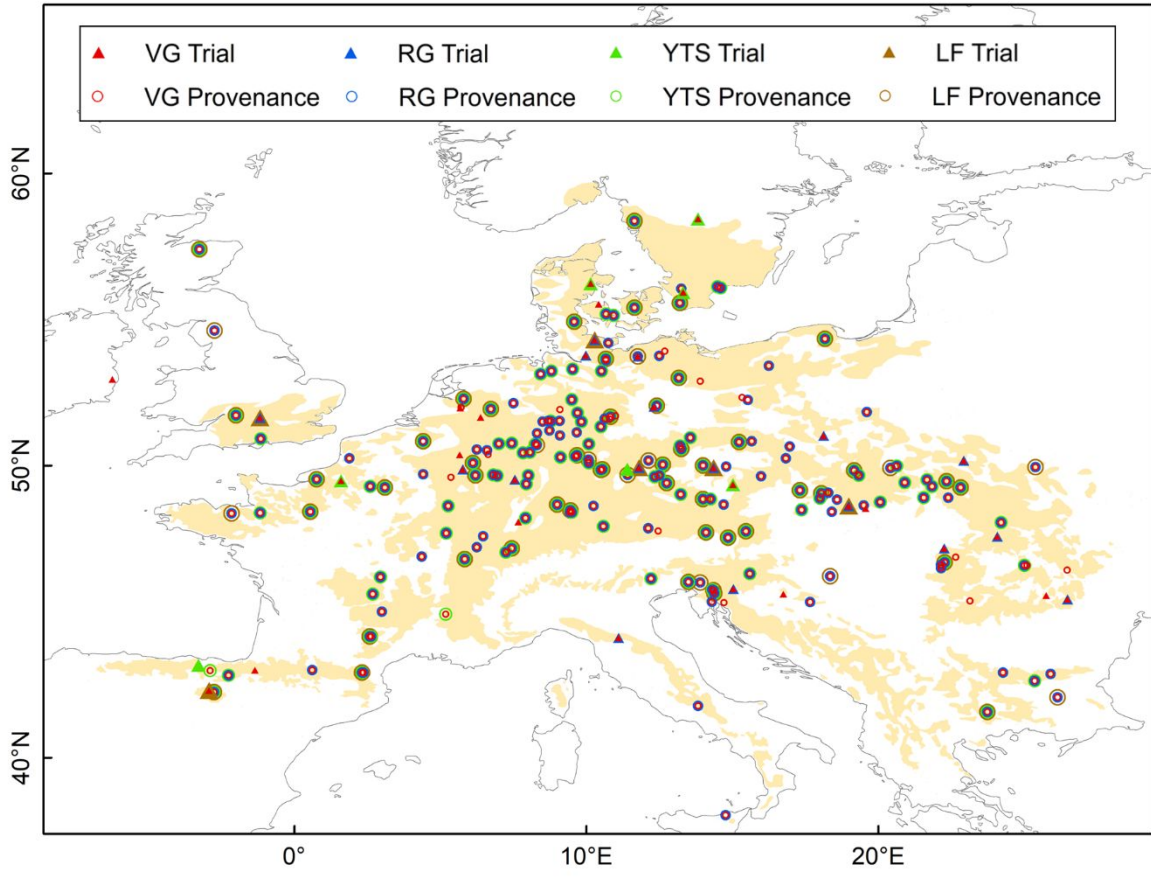 VG Trial RG Trial YTS Trial LF Trial
VG Provenance RG Provenance YTS Provenance LF Provenance
60°N
50°N
40°N
0° 10°E 20°E